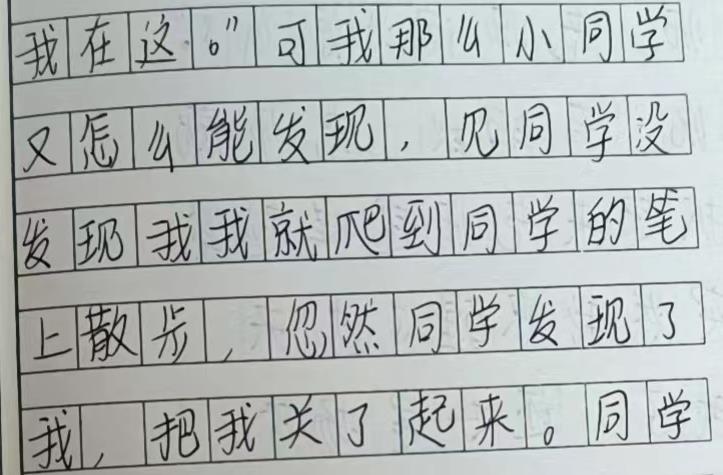 我在这。”可我那么小同学
又怎么能发现，见同学没
发现我我就爬到同学的笔
上散步，忽然同学发现了
我，把我关了起来。同学